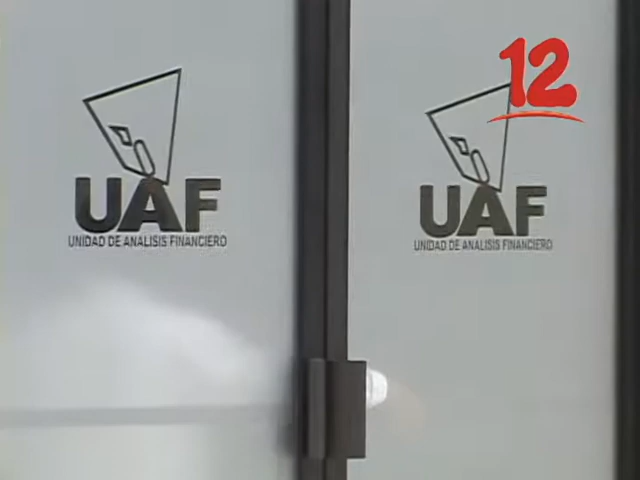 12
UAF
UNIDAD DE ANALISIS FINANCIERO
UAF
UNIDAD DE ANALISIS FINANCIERO